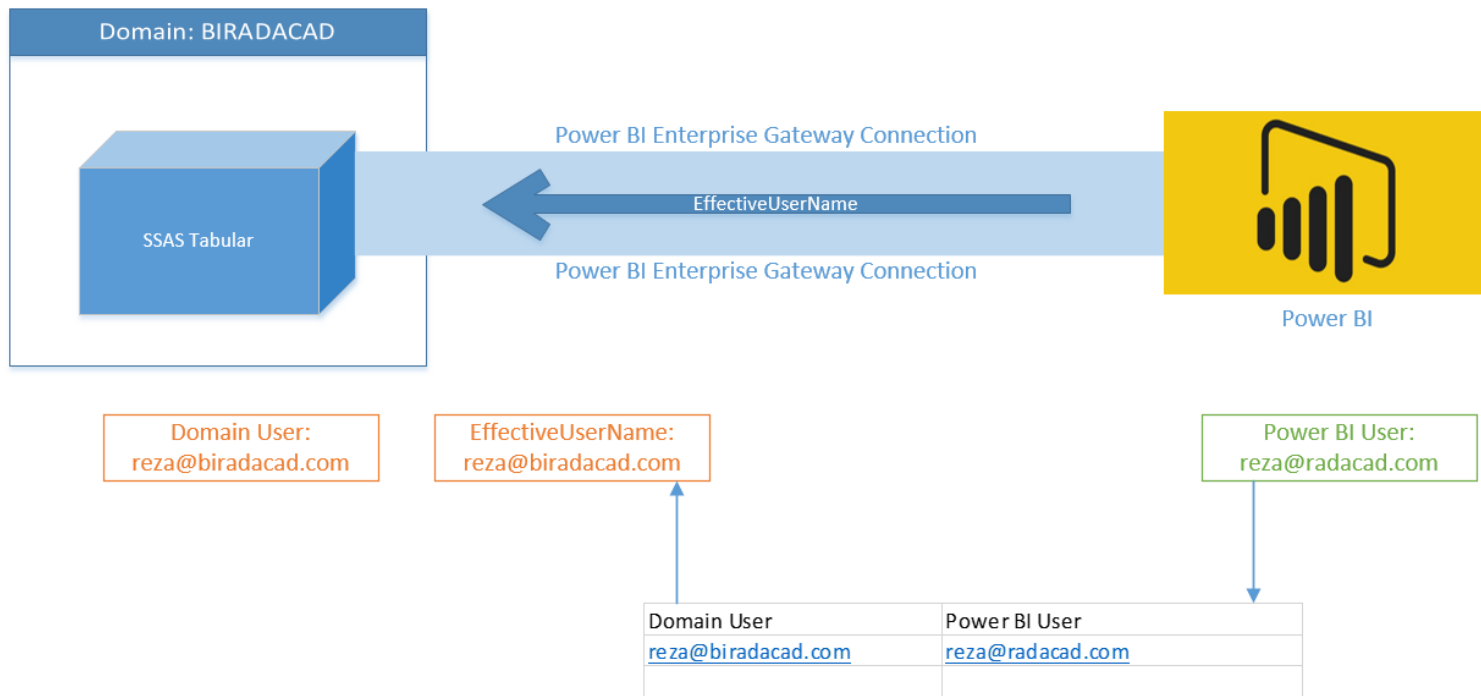 Domain: BIRADACAD
Power BI Enterprise Gateway Connection
EffectiveUserName
SSAS Tabular
Power BI Enterprise Gateway Connection
Power BI
Domain User:
reza@biradacad.com
EffectiveUserName:
reza@biradacad.com
Power BI User:
reza@radacad.com
Domain User Power BI User
reza@biradacad.com reza@radacad.com